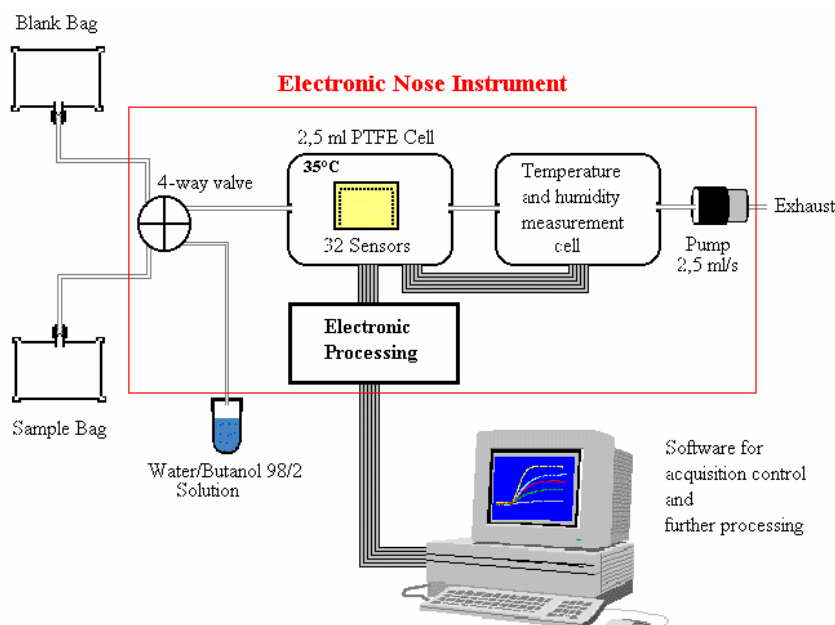 Blank Bag
Electronic Nose Instrument
2,5 ml PTFE Cell
35°C
4-way valve
32 Sensors
Temperature
and humidity
measurement
cell
Exhaust
Pump
2,5 ml/s
Electronic
Processing
Sample Bag
Water/Butanol 98/2
Solution
Software for
acquisition control
and
further processing